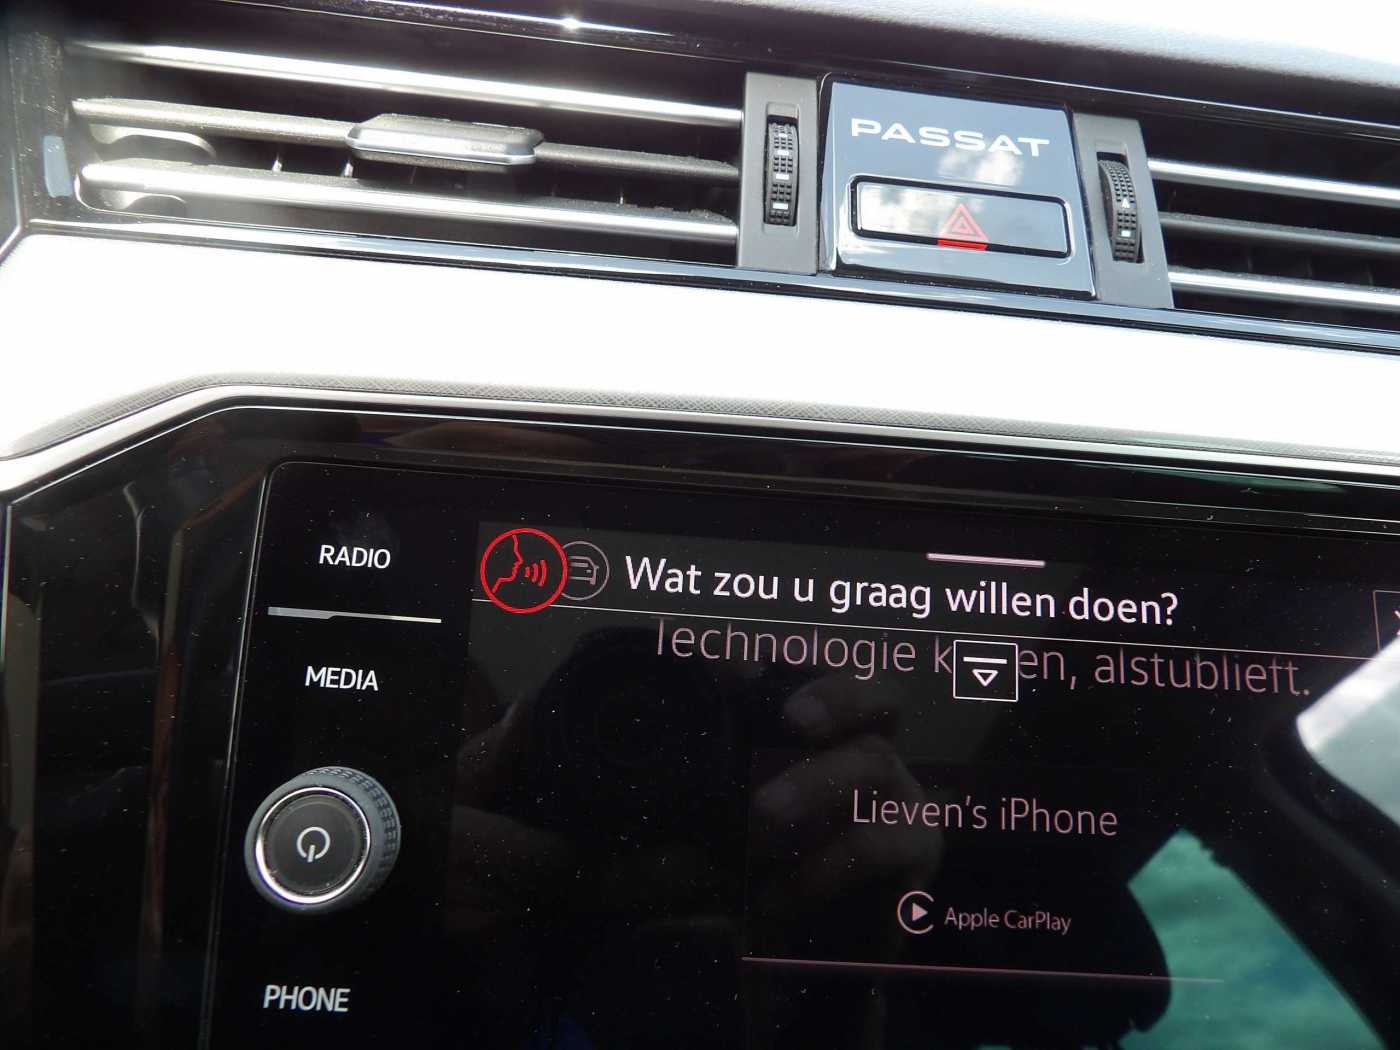 PASSAT
RADIO
Wat zou u graag willen doen?
Technologie en, alstublieft.
MEDIA
Lieven's iPhone
Apple CarPlay
PHONE